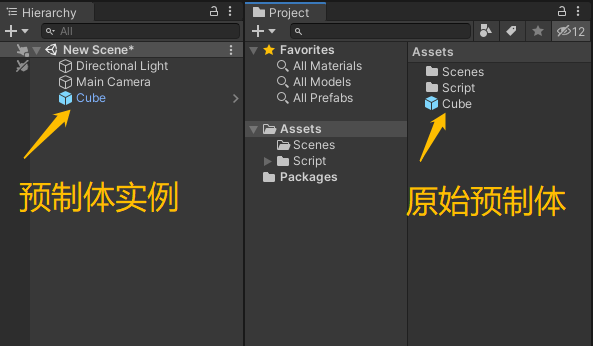 Hierarchy
All
New Scene*
Directional Light
Main Camera
Cube
预制体实例
Project
12
Favorites
All Materials
All Models
All Prefabs
Assets
Scenes
Script
Packages
Assets
Scenes
Script
Cube
原始预制体